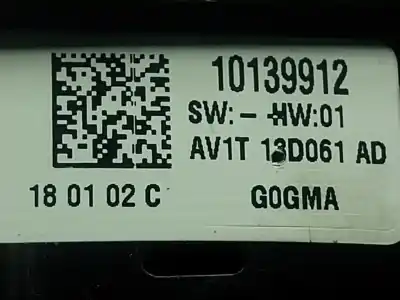 10139912
SW:- HW:01
AV1T 13D061 AD
18 01 02 C
G0GMA